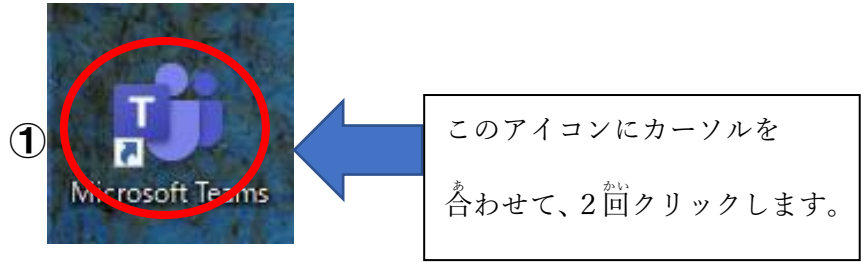 ①
T
Microsoft Teams
このアイコンにカーソルを
合わせて、2回クリックします。
あ かい